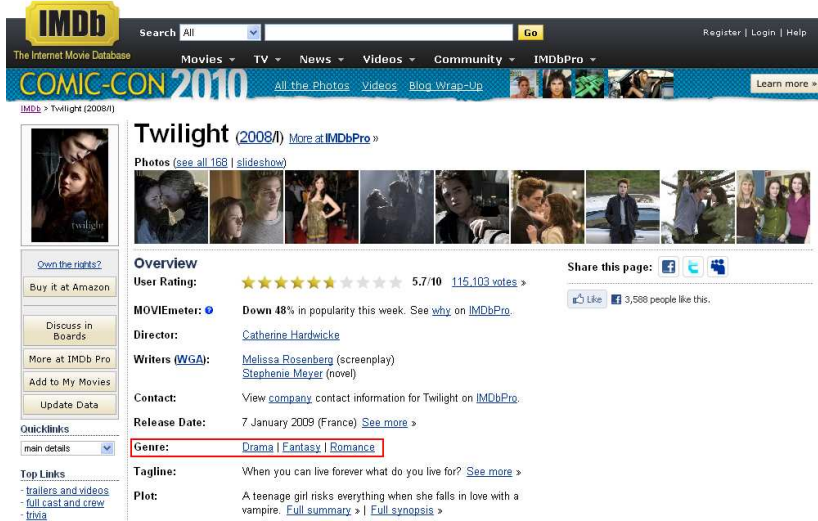 IMDb
The Internet Movie Database
Search All Go
Register | Login | Help
Movies TV News Videos Community IMDbPro
COMIC-CON 2010 All the Photos Videos Blog Wrap-Up Learn more »
IMDb > Twilight (2008/I)
Twilight (2008/I) More at IMDbPro »
Photos (see all 168 | slideshow)
twilight
Own the rights?
Buy it at Amazon
Discuss in
Boards
More at IMDb Pro
Add to My Movies
Update Data
Quicklinks
main details
Top Links
- trailers and videos
- full cast and crew
- trivia
Overview
User Rating: 5.7/10 115,103 votes »
MOVIEmeter: Down 48% in popularity this week. See why on IMDbPro.
Director: Catherine Hardwicke
Writers (WGA): Melissa Rosenberg (screenplay)
Stephenie Meyer (novel)
Contact: View company contact information for Twilight on IMDbPro.
Release Date: 7 January 2009 (France) See more »
Genre: Drama | Fantasy | Romance
Tagline: When you can live forever what do you live for? See more »
Plot: A teenage girl risks everything when she falls in love with a
vampire. Full summary » | Full synopsis »
Share this page:
Like 3,588 people like this.